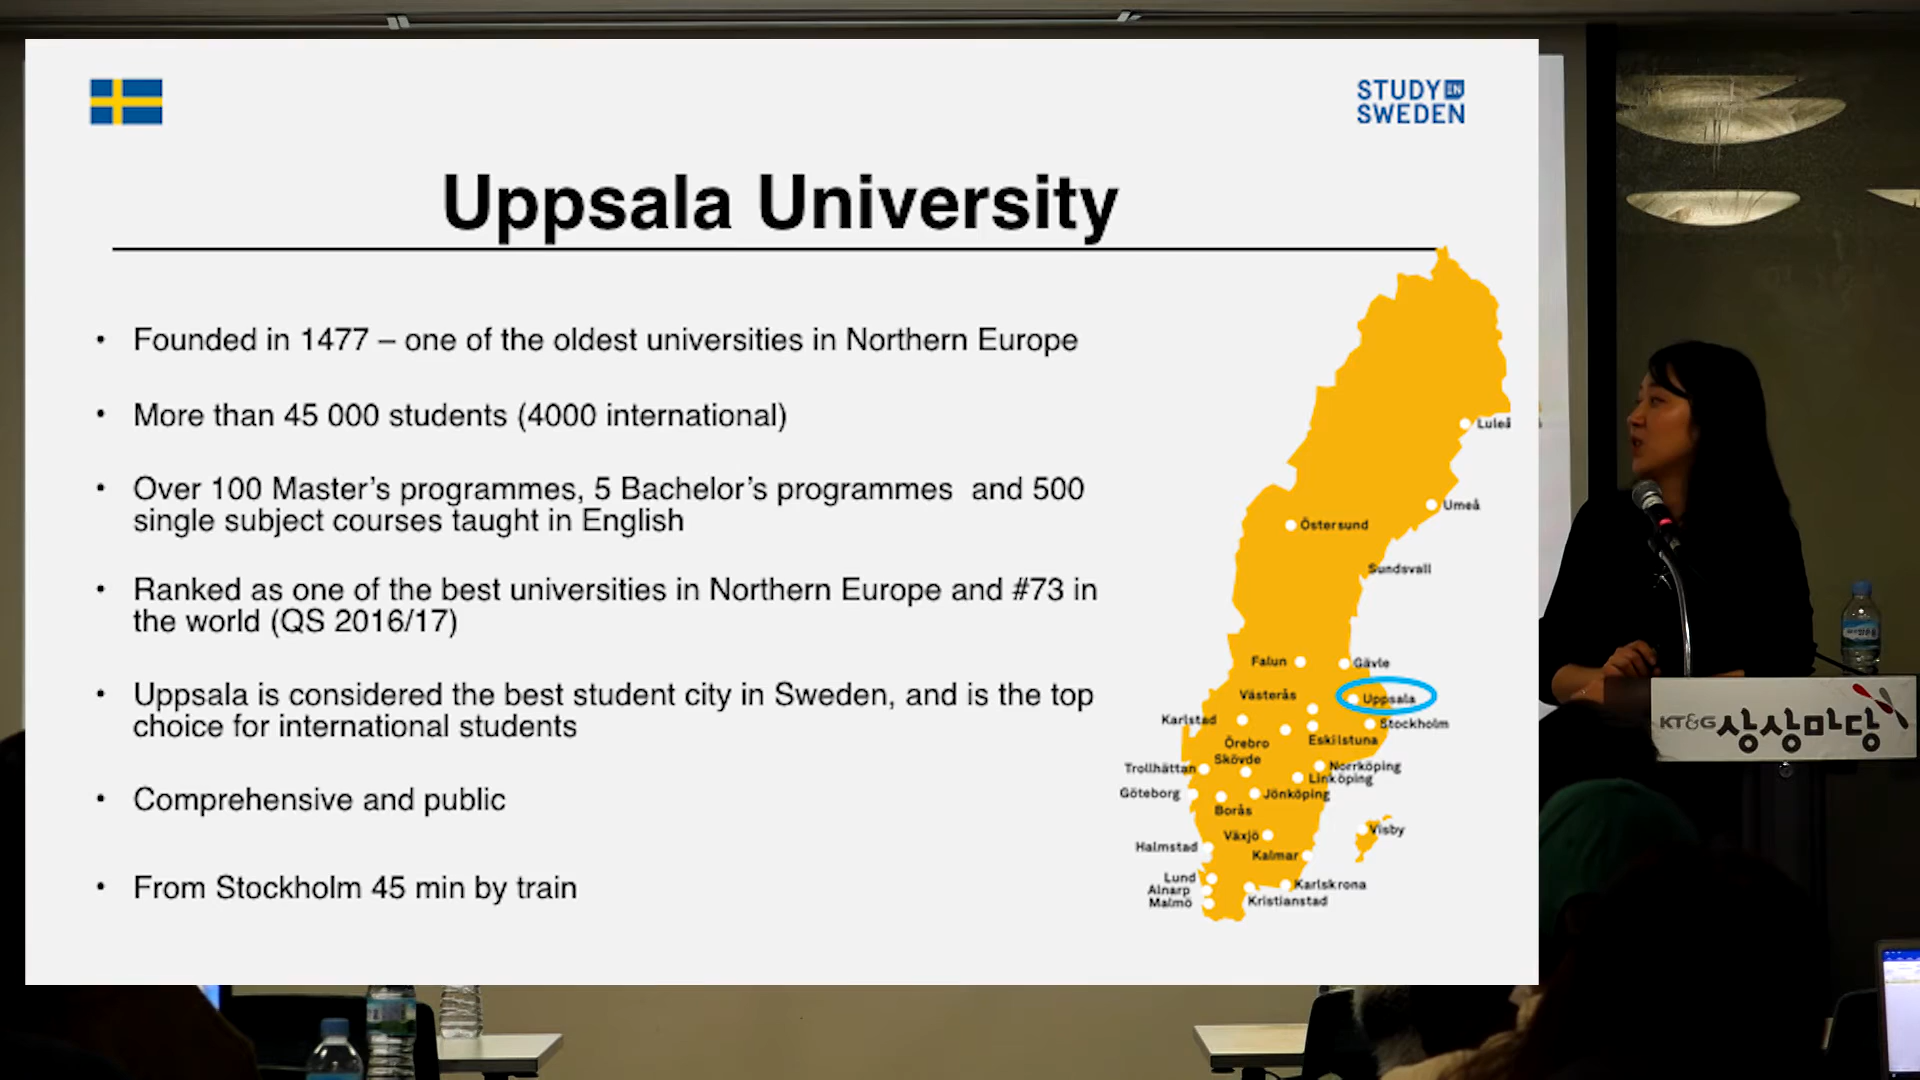 STUDY IN
SWEDEN
Uppsala University
• Founded in 1477 – one of the oldest universities in Northern Europe
• More than 45 000 students (4000 international)
• Over 100 Master's programmes, 5 Bachelor's programmes and 500
single subject courses taught in English
• Ranked as one of the best universities in Northern Europe and #73 in
the world (QS 2016/17)
• Uppsala is considered the best student city in Sweden, and is the top
choice for international students
• Comprehensive and public
• From Stockholm 45 min by train
Luleå
Umeå
Östersund
Sundsvall
Falun
Gävle
Västerås
Uppsala
Karlstad
Stockholm
Örebro
Eskilstuna
Skövde
Trollhättan
Norrköping
Linköping
Göteborg
Jönköping
Borås
Växjö
Visby
Halmstad
Kalmar
Lund
Karlskrona
Alnarp
Malmö
Kristianstad
KT&G 상상마당